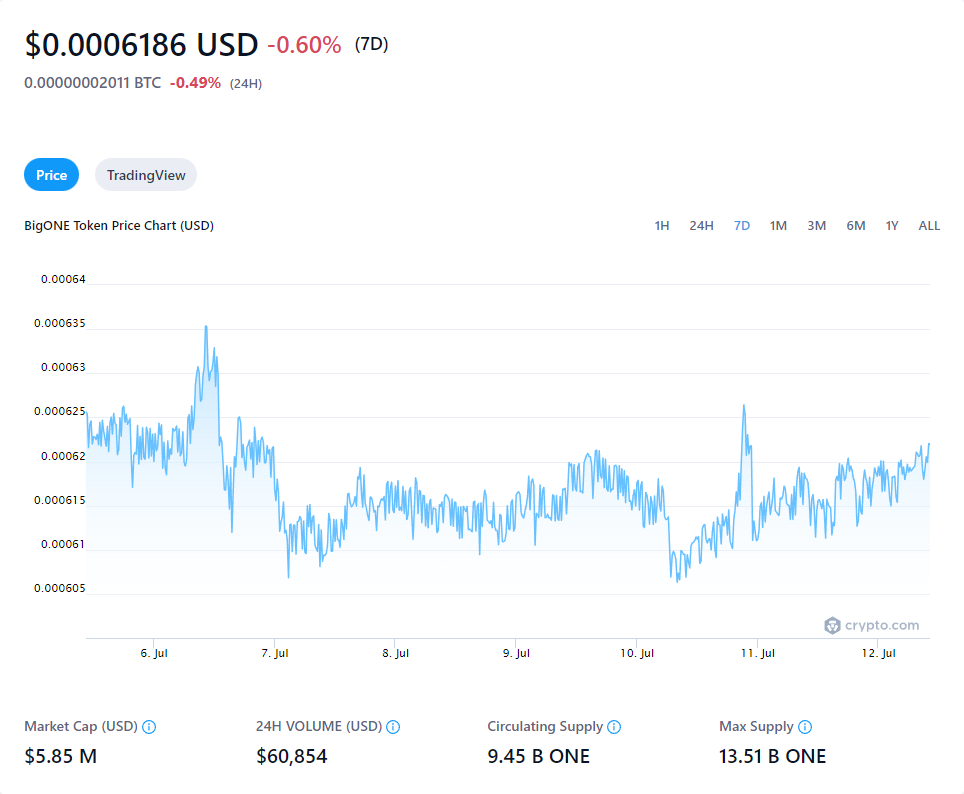 $0.0006186 USD -0.60% (7D)
0.00000002011 BTC -0.49% (24H)
Price TradingView
BigONE Token Price Chart (USD) 1H 24H 7D 1M 3M 6M 1Y ALL
0.00064
0.000635
0.00063
0.000625
0.00062
0.000615
0.00061
0.000605
crypto.com
6. Jul 7. Jul 8. Jul 9. Jul 10. Jul 11. Jul 12. Jul
Market Cap (USD) 24H VOLUME (USD) Circulating Supply Max Supply
$5.85 M $60,854 9.45 B ONE 13.51 B ONE